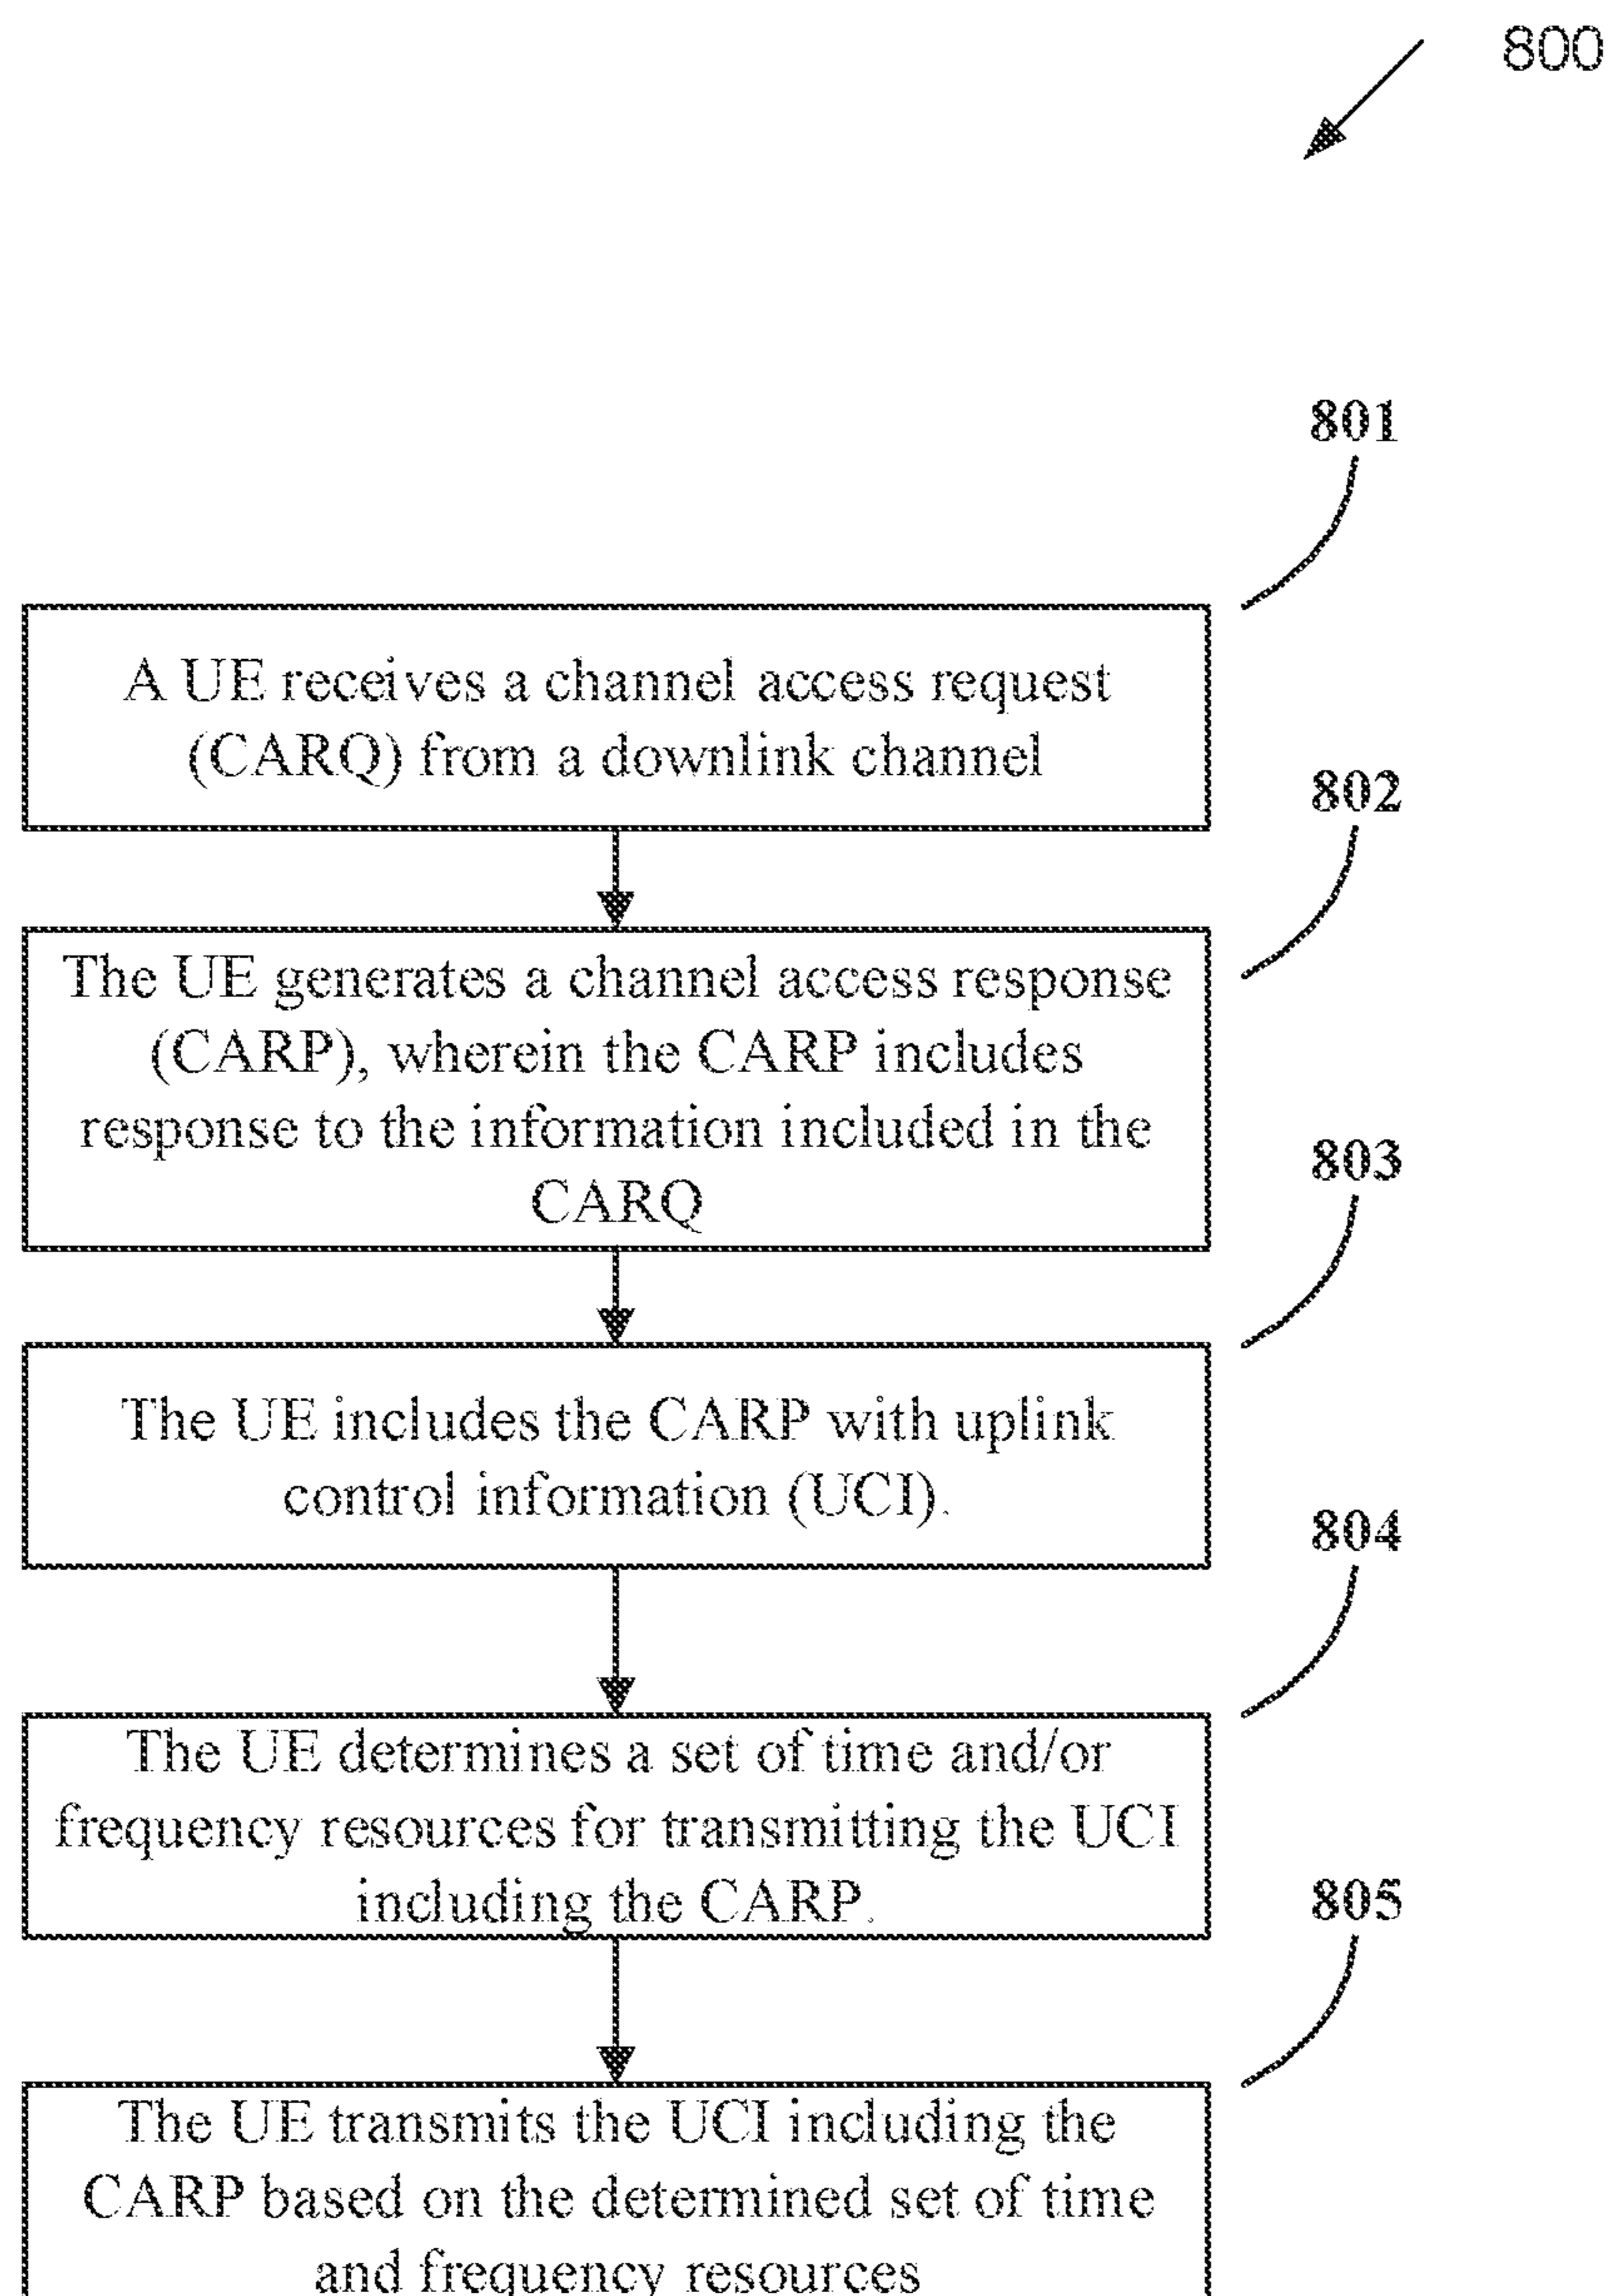 800
801
A UE receives a channel access request
(CARQ) from a downlink channel
802
The UE generates a channel access response
(CARP), wherein the CARP includes
response to the information included in the
CARQ
803
The UE includes the CARP with uplink
control information (UCI).
804
The UE determines a set of time and/or
frequency resources for transmitting the UCI
including the CARP.
805
The UE transmits the UCI including the
CARP based on the determined set of time
and frequency resources